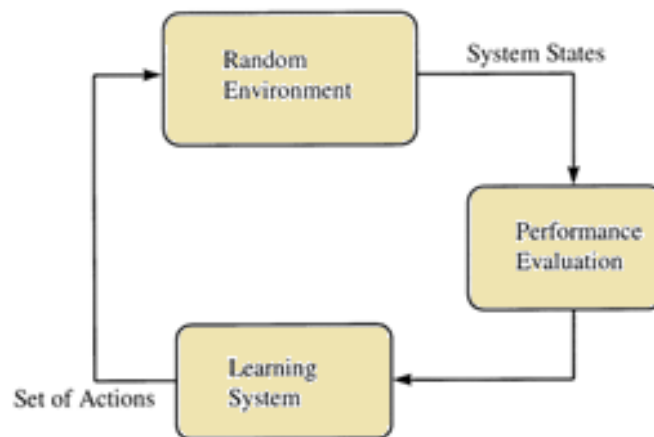 Random
Environment
System States
Performance
Evaluation
Learning
System
Set of Actions